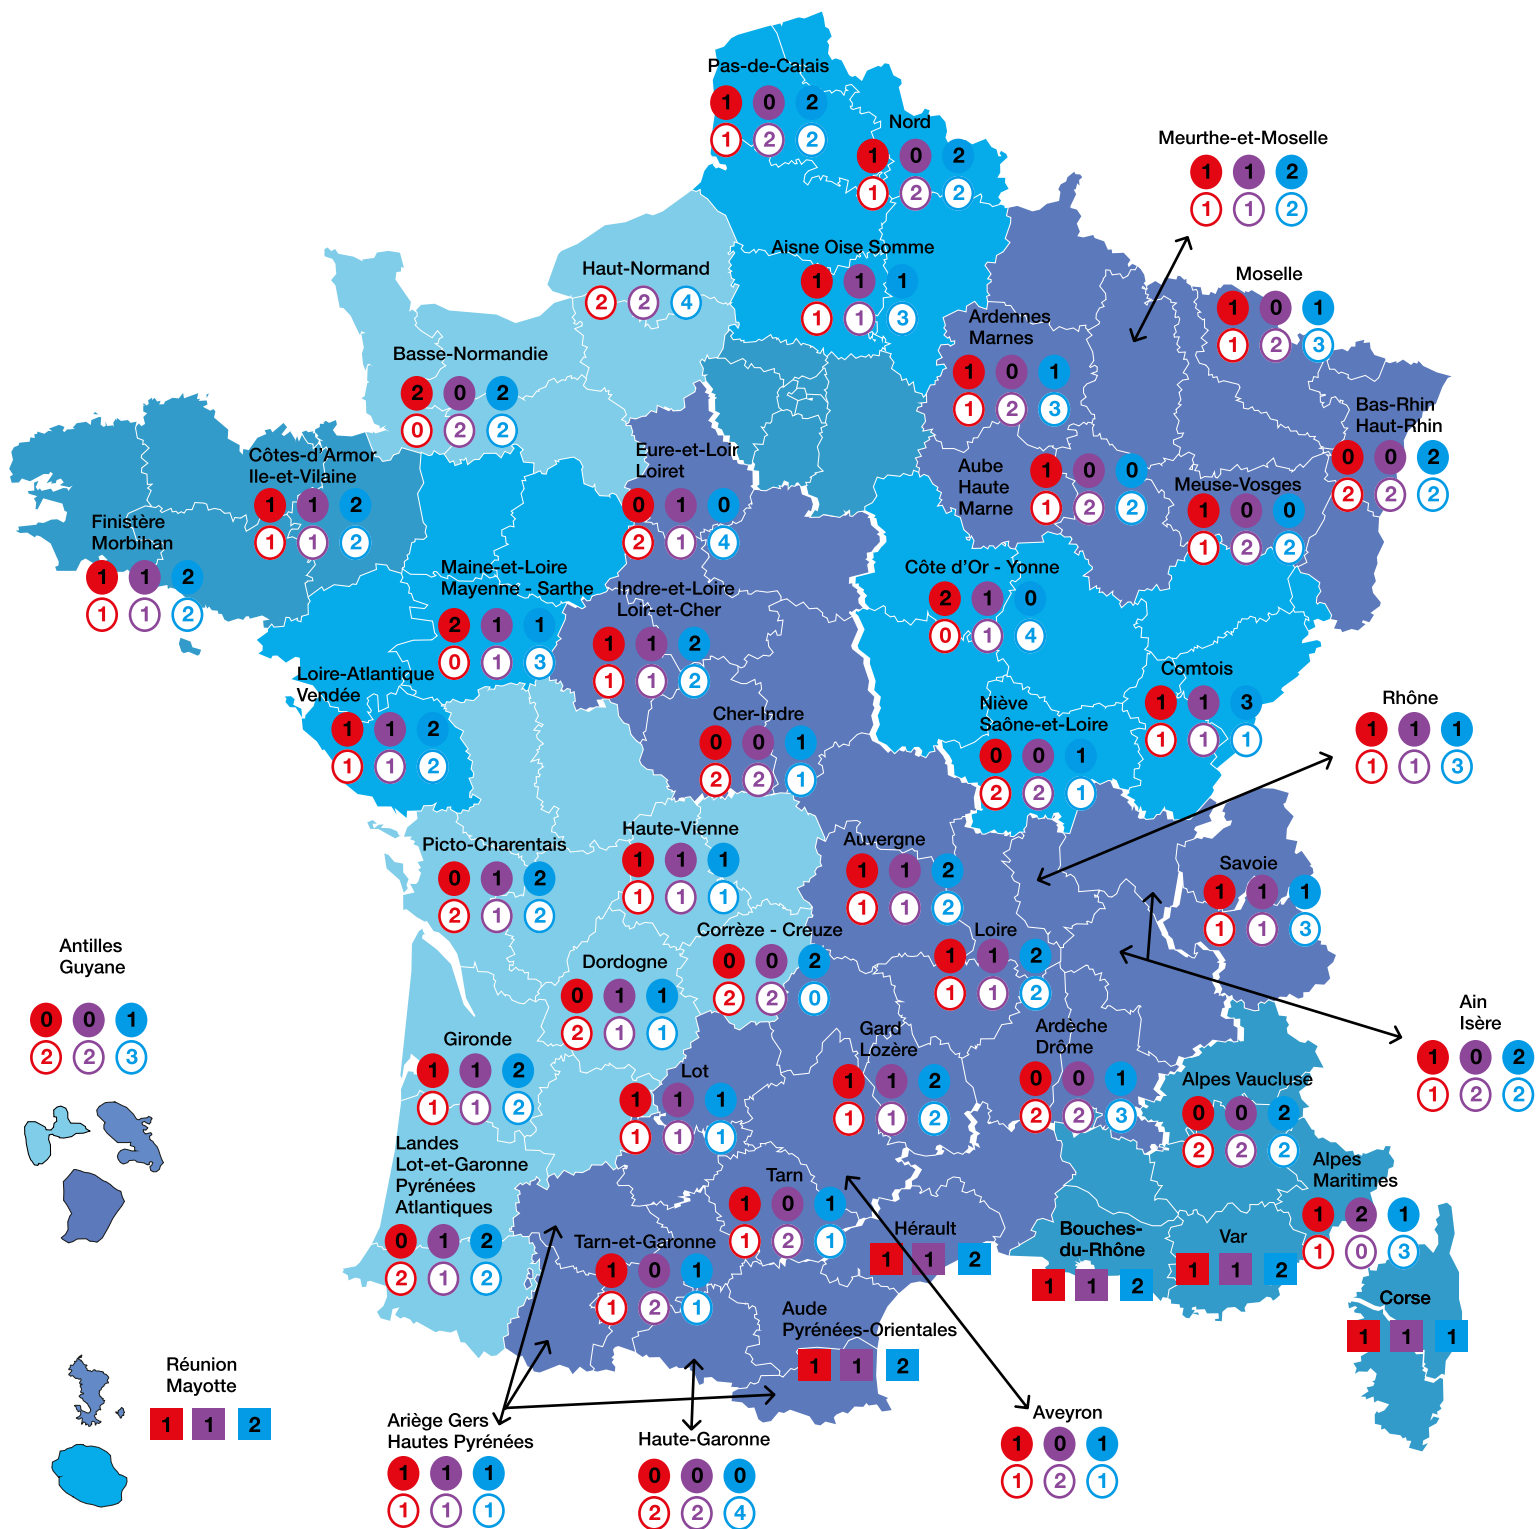 Pas-de-Calais
1 0 2
1 2 2
Nord
1 0 2
1 2 2
Meurthe-et-Moselle
1 1 2
1 1 2
Aisne Oise Somme
1 1 1
1 1 3
Haut-Normand
2 2 4
Moselle
1 0 1
1 2 3
Ardennes
Marnes
1 0 1
1 2 3
Basse-Normandie
2 0 2
0 2 2
Bas-Rhin
Haut-Rhin
0 0 2
2 2 2
Côtes-d'Armor
Ile-et-Vilaine
1 1 2
1 1 2
Eure-et-Loir
Loiret
0 1 0
2 1 4
Aube
Haute
Marne
1 0 0
1 2 2
Meuse-Vosges
1 0 0
1 2 2
Finistère
Morbihan
1 1 2
1 1 2
Maine-et-Loire
Mayenne - Sarthe
2 1 1
0 1 3
Indre-et-Loire
Loir-et-Cher
1 1 2
1 1 2
Côte d'Or - Yonne
2 1 0
0 1 4
Loire-Atlantique
Vendée
1 1 2
1 1 2
Comtois
1 1 3
1 1 1
Cher-Indre
0 0 1
2 2 1
Niève
Saône-et-Loire
0 0 1
2 2 1
Rhône
1 1 1
1 1 3
Picto-Charentais
0 1 2
2 1 2
Haute-Vienne
1 1 1
1 1 1
Auvergne
1 1 2
1 1 2
Savoie
1 1 1
1 1 3
Corrèze - Creuze
0 0 2
2 2 0
Loire
1 1 2
1 1 2
Antilles
Guyane
0 0 1
2 2 3
Dordogne
0 1 1
2 1 1
Gironde
1 1 2
1 1 2
Gard
Lozère
1 1 2
1 1 2
Ardèche
Drôme
0 0 1
2 2 3
Ain
Isère
1 0 2
1 2 2
Lot
1 1 1
1 1 1
Alpes Vaucluse
0 0 2
2 2 2
Landes
Lot-et-Garonne
Pyrénées
Atlantiques
0 1 2
2 1 2
Tarn
1 0 1
1 2 1
Alpes
Maritimes
1 2 1
1 0 3
Tarn-et-Garonne
1 0 1
1 2 1
Hérault
1 1 2
Bouches-
du-Rhône
1 1 2
Var
1 1 2
Corse
1 1 1
Aude
Pyrénées-Orientales
1 1 2
Réunion
Mayotte
1 1 2
Ariège Gers
Hautes Pyrénées
1 1 1
1 1 1
Haute-Garonne
0 0 0
2 2 4
Aveyron
1 0 1
1 2 1